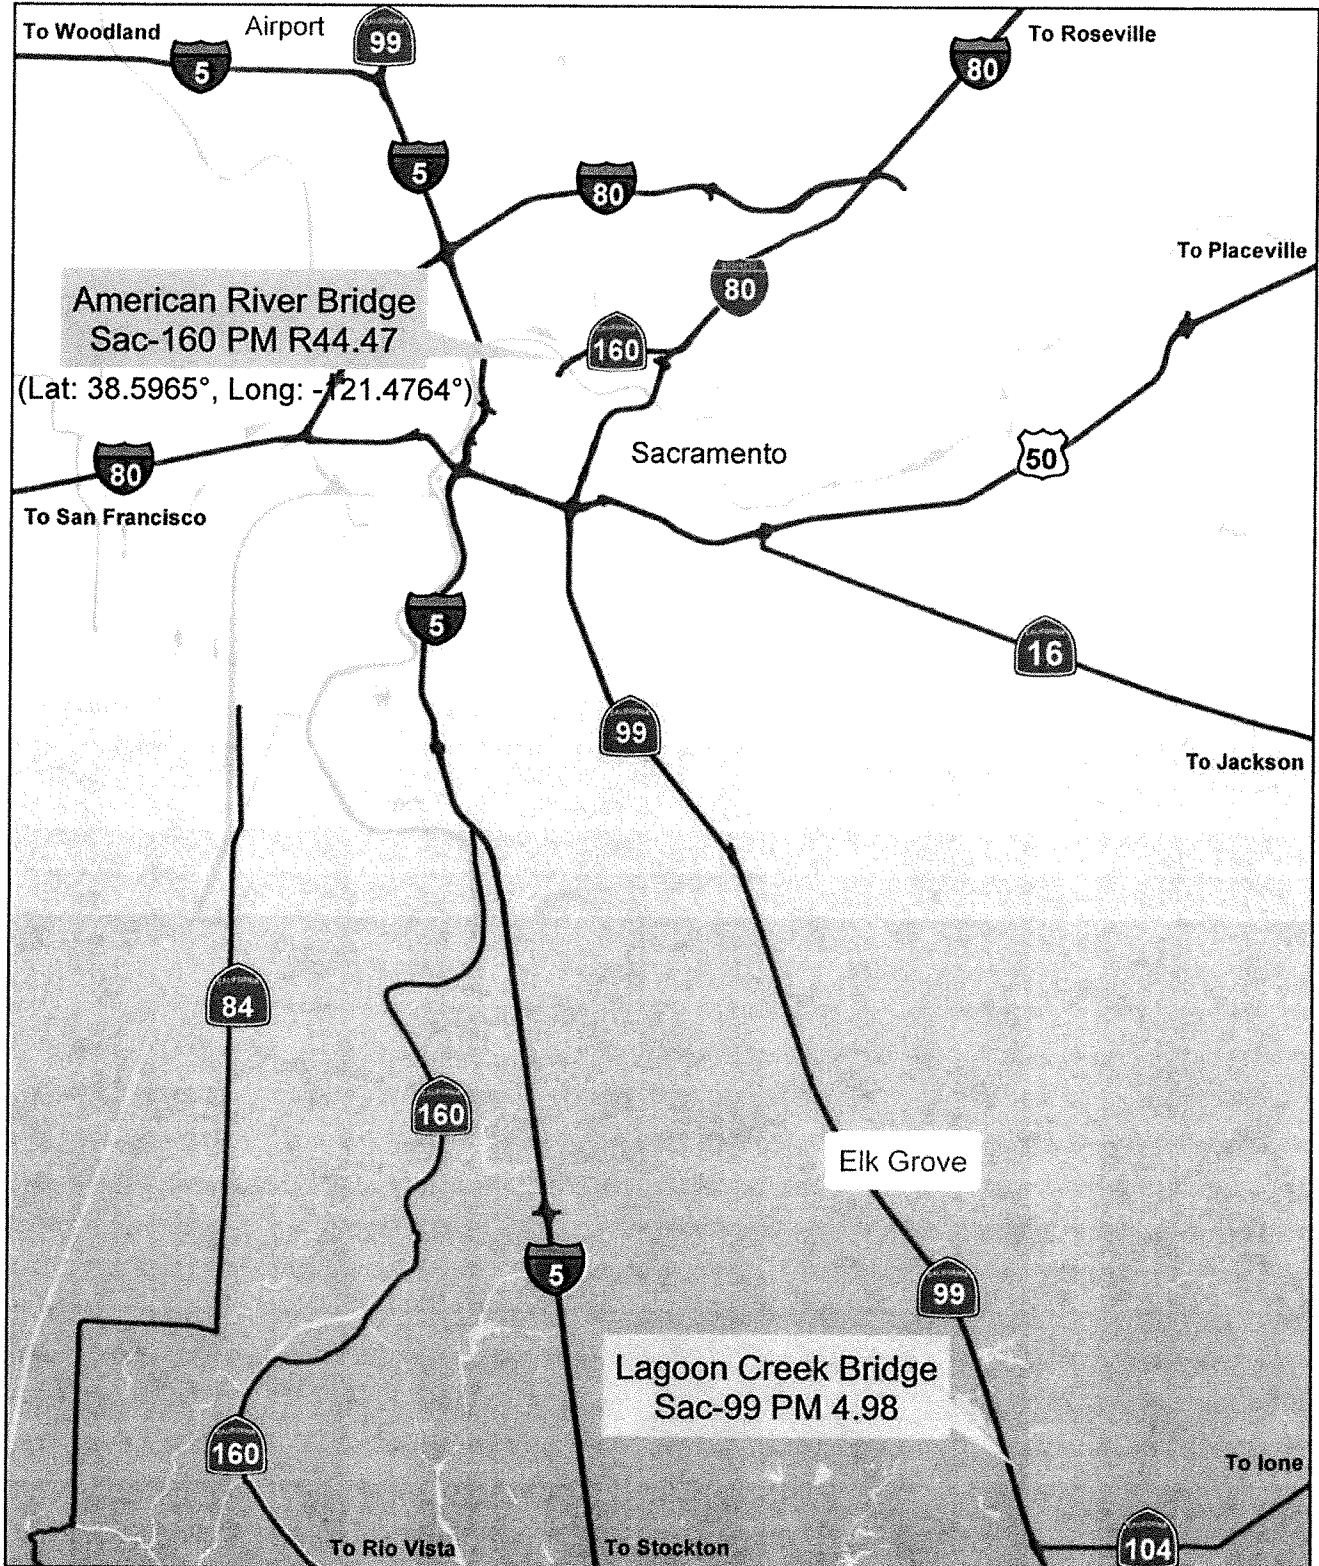 To Woodland
Airport
99
To Roseville
5
80
5
80
To Placeville
American River Bridge
Sac-160 PM R44.47
(Lat: 38.5965°, Long: -121.4764°)
80
160
Sacramento
50
80
To San Francisco
5
16
99
To Jackson
84
160
Elk Grove
5
99
Lagoon Creek Bridge
Sac-99 PM 4.98
160
To Ione
To Rio Vista
To Stockton
104